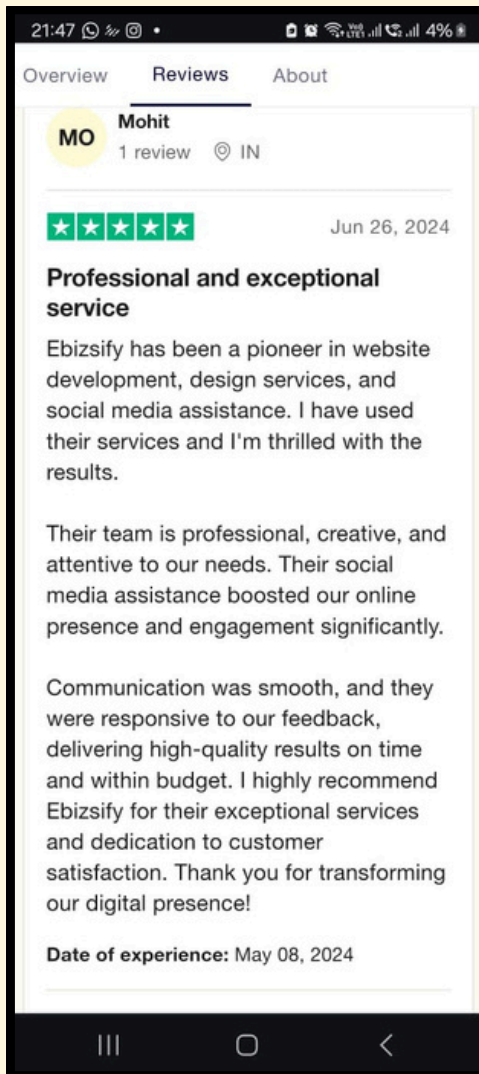 21:47 4%
Overview Reviews About
MO
Mohit
1 review IN
Jun 26, 2024
Professional and exceptional
service
Ebizsify has been a pioneer in website
development, design services, and
social media assistance. I have used
their services and I'm thrilled with the
results.
Their team is professional, creative, and
attentive to our needs. Their social
media assistance boosted our online
presence and engagement significantly.
Communication was smooth, and they
were responsive to our feedback,
delivering high-quality results on time
and within budget. I highly recommend
Ebizsify for their exceptional services
and dedication to customer
satisfaction. Thank you for transforming
our digital presence!
Date of experience: May 08, 2024